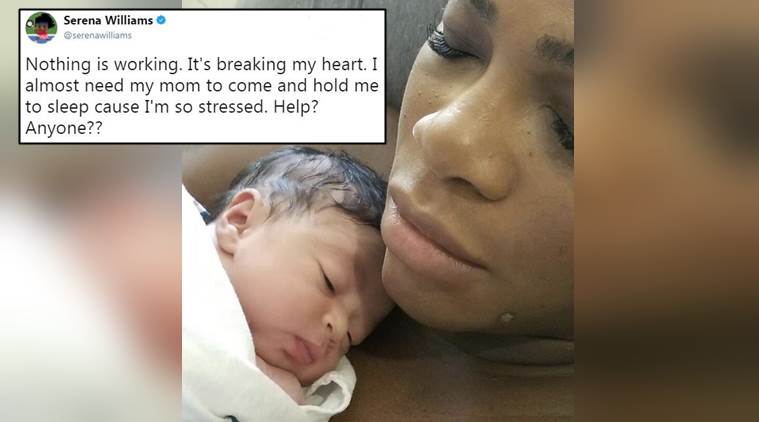 Serena Williams
@serenawilliams
Nothing is working. It's breaking my heart. I
almost need my mom to come and hold me
to sleep cause I'm so stressed. Help?
Anyone??